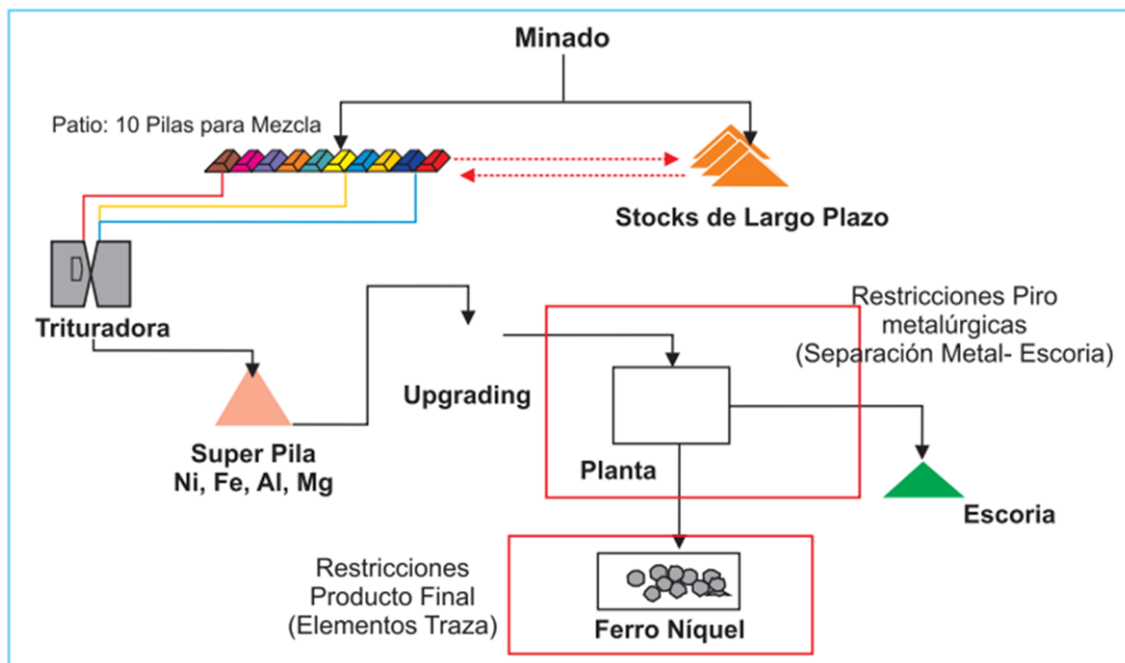 Minado
Patio: 10 Pilas para Mezcla
Stocks de Largo Plazo
Trituradora
Restricciones Piro
metalúrgicas
(Separación Metal- Escoria)
Upgrading
Super Pila
Ni, Fe, Al, Mg
Planta
Escoria
Restricciones
Producto Final
(Elementos Traza)
Ferro Níquel